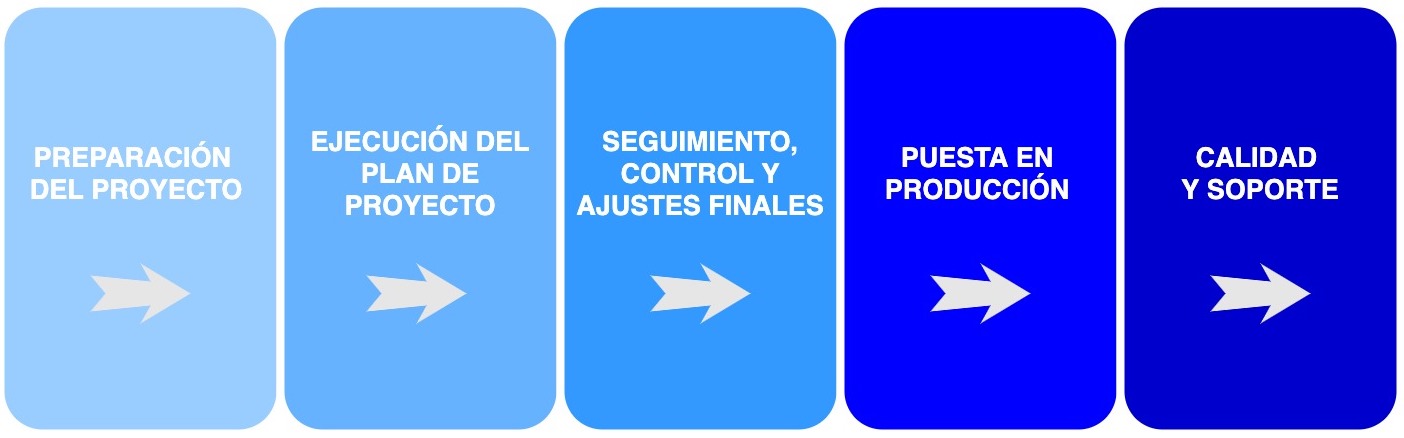 PREPARACIÓN
DEL PROYECTO
EJECUCIÓN DEL
PLAN DE
PROYECTO
SEGUIMIENTO,
CONTROL Y
AJUSTES FINALES
PUESTA EN
PRODUCCIÓN
CALIDAD
Y SOPORTE